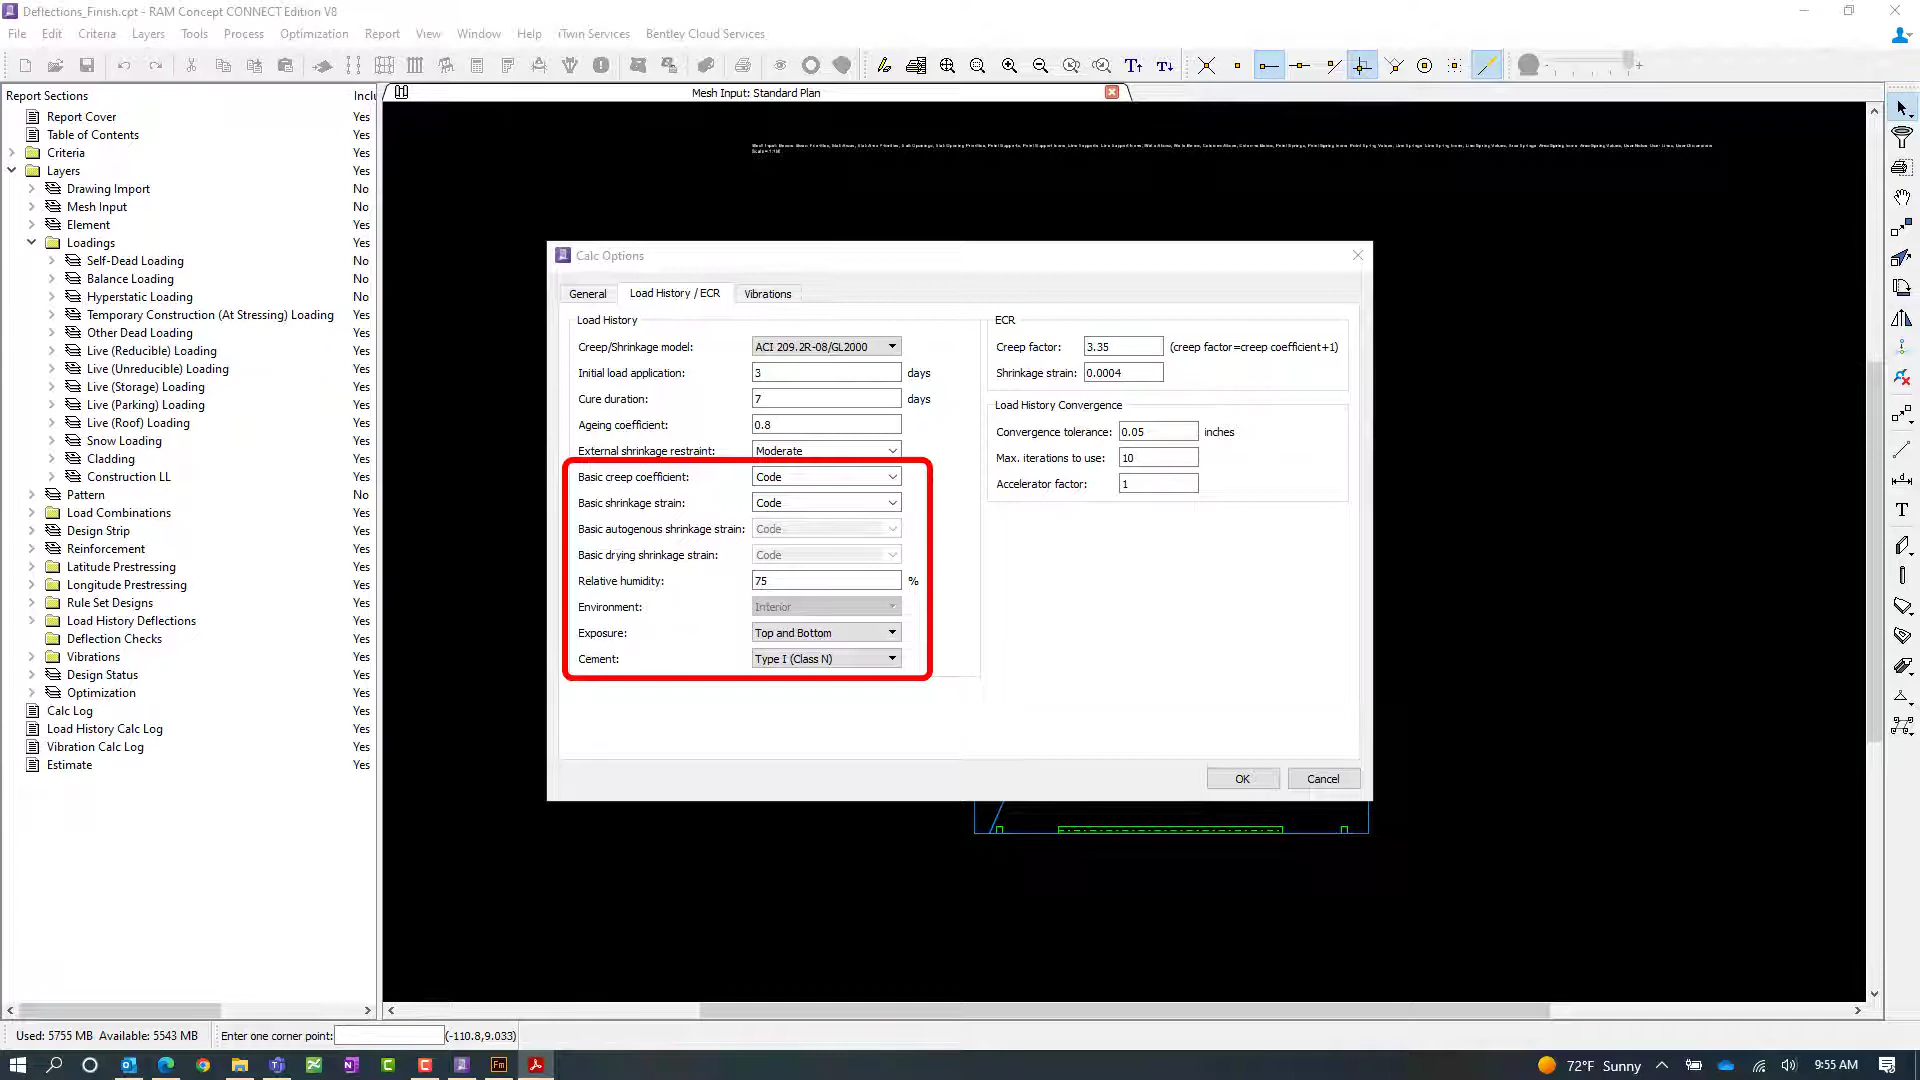 Deflections_Finish.cpt - RAM Concept CONNECT Edition V8
File Edit Criteria Layers Tools Process Optimization Report View Window Help iTwin Services Bentley Cloud Services
Report Sections Inclu
Mesh Input: Standard Plan
Report Cover Yes
Table of Contents Yes
Criteria Yes
Layers Yes
Drawing Import No
Mesh Input No
Element Yes
Loadings Yes
Self-Dead Loading No
Balance Loading No
Hyperstatic Loading No
Temporary Construction (At Stressing) Loading Yes
Other Dead Loading Yes
Live (Reducible) Loading Yes
Live (Unreducible) Loading Yes
Live (Storage) Loading Yes
Live (Parking) Loading Yes
Live (Roof) Loading Yes
Snow Loading Yes
Cladding Yes
Construction LL Yes
Pattern No
Load Combinations Yes
Design Strip Yes
Reinforcement Yes
Latitude Prestressing Yes
Longitude Prestressing Yes
Rule Set Designs Yes
Load History Deflections Yes
Deflection Checks Yes
Vibrations Yes
Design Status Yes
Optimization Yes
Calc Log Yes
Load History Calc Log Yes
Vibration Calc Log Yes
Estimate Yes
Calc Options
General Load History / ECR Vibrations
Load History
Creep/Shrinkage model: ACI 209.2R-08/GL2000
Initial load application: 3 days
Cure duration: 7 days
Ageing coefficient: 0.8
External shrinkage restraint: Moderate
Basic creep coefficient: Code
Basic shrinkage strain: Code
Basic autogenous shrinkage strain: Code
Basic drying shrinkage strain: Code
Relative humidity: 75 %
Environment: Interior
Exposure: Top and Bottom
Cement: Type I (Class N)
ECR
Creep factor: 3.35 (creep factor=creep coefficient+1)
Shrinkage strain: 0.0004
Load History Convergence
Convergence tolerance: 0.05 inches
Max. iterations to use: 10
Accelerator factor: 1
OK Cancel
Used: 5755 MB Available: 5543 MB Enter one corner point: (-110.8,9.033)
72°F Sunny 9:55 AM